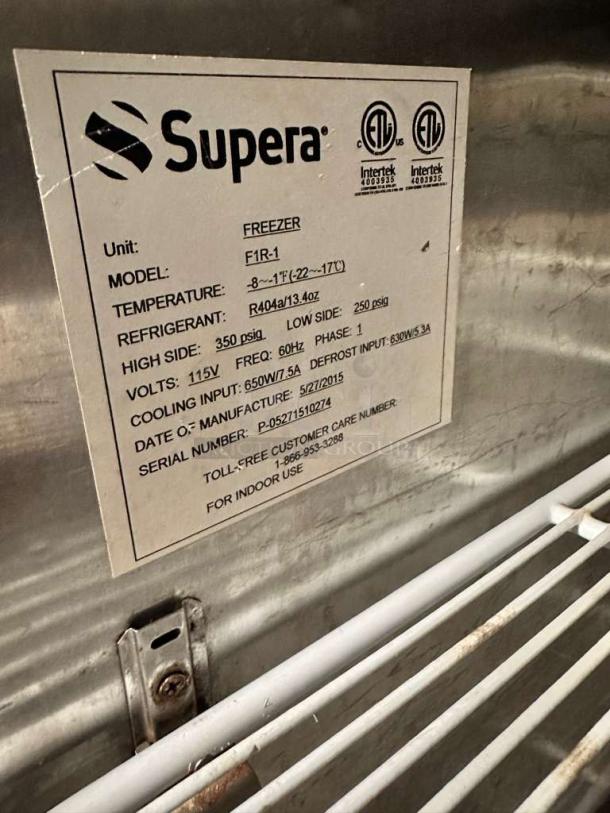 Supera®
C ETL US ETL
Intertek Intertek
4003935 4003935
Unit: FREEZER
MODEL: F1R-1
TEMPERATURE: -8~-1°F(-22~-17℃)
REFRIGERANT: R404a/13.4oz
HIGH SIDE: 350 psig LOW SIDE: 250 psig
VOLTS: 115V FREQ: 60Hz PHASE: 1
COOLING INPUT: 650W/7.5A DEFROST INPUT: 630W/5.3A
DATE OF MANUFACTURE: 5/27/2015
SERIAL NUMBER: P-05271510274
TOLL-FREE CUSTOMER CARE NUMBER:
1-866-953-3288
FOR INDOOR USE